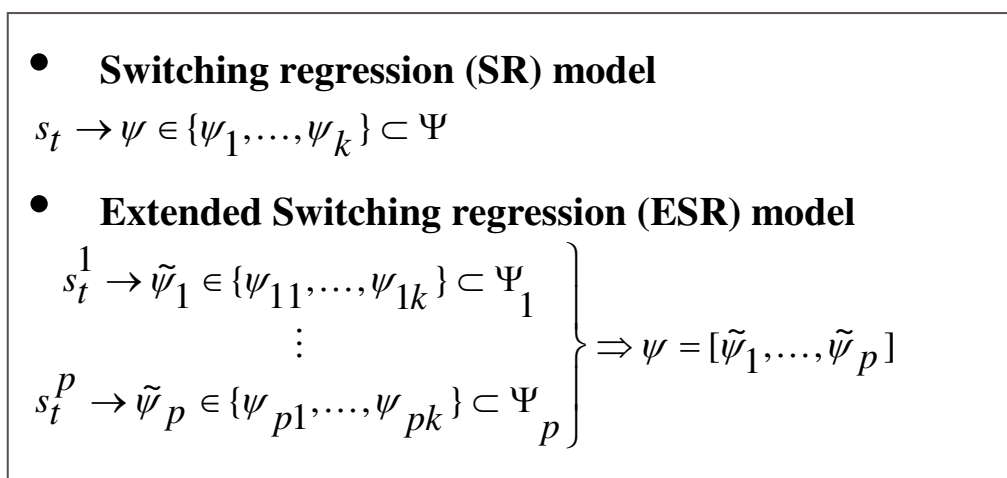 • Switching regression (SR) model
s_t → ψ ∈ {ψ_1,…,ψ_k} ⊂ Ψ
• Extended Switching regression (ESR) model
s_t^1 → ψ̃_1 ∈ {ψ_11,…,ψ_1k} ⊂ Ψ_1
⋮ } ⇒ ψ = [ψ̃_1,…,ψ̃_p]
s_t^p → ψ̃_p ∈ {ψ_p1,…,ψ_pk} ⊂ Ψ_p